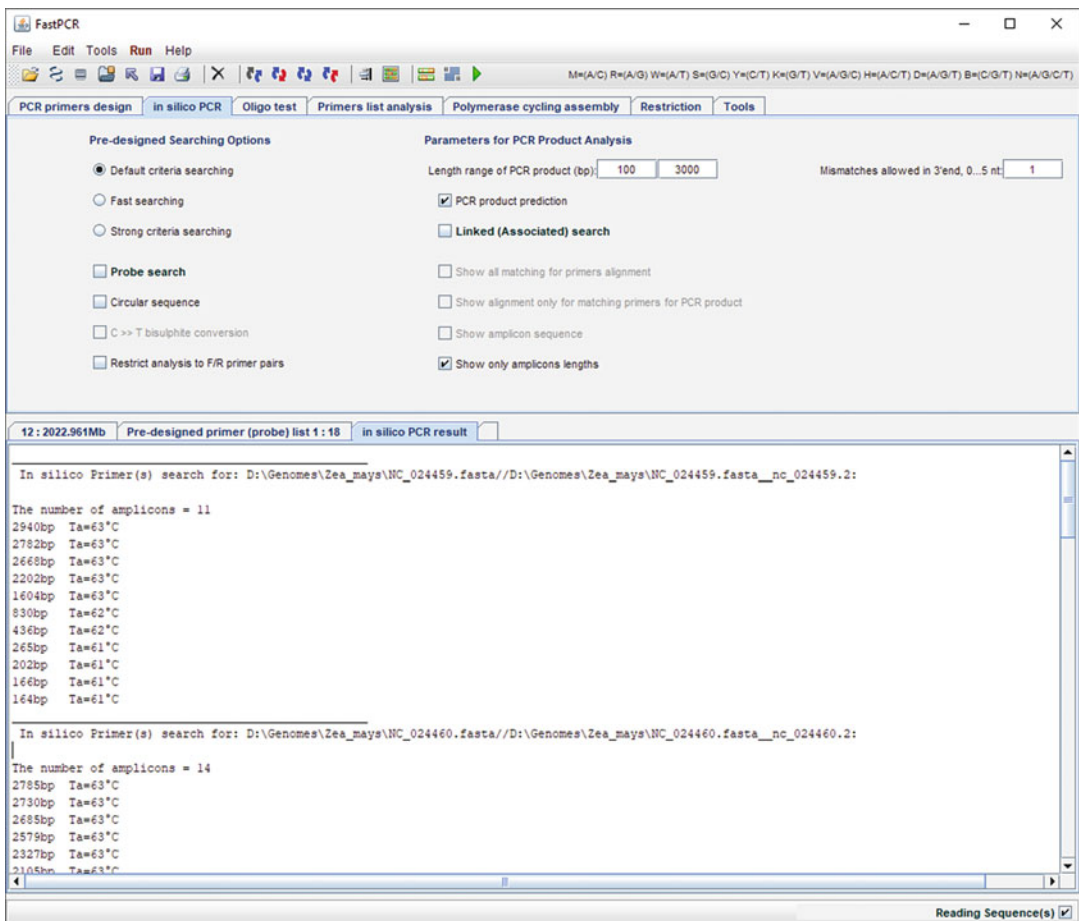 FastPCR
File Edit Tools Run Help
M=(A/C) R=(A/G) W=(A/T) S=(G/C) Y=(C/T) K=(G/T) V=(A/G/C) H=(A/C/T) D=(A/G/T) B=(C/G/T) N=(A/G/C/T)
PCR primers design in silico PCR Oligo test Primers list analysis Polymerase cycling assembly Restriction Tools
Pre-designed Searching Options Parameters for PCR Product Analysis
Default criteria searching Length range of PCR product (bp): 100 3000 Mismatches allowed in 3'end, 0...5 nt: 1
Fast searching PCR product prediction
Strong criteria searching Linked (Associated) search
Probe search Show all matching for primers alignment
Circular sequence Show alignment only for matching primers for PCR product
C >> T bisulphite conversion Show amplicon sequence
Restrict analysis to F/R primer pairs Show only amplicons lengths
12 : 2022.961Mb Pre-designed primer (probe) list 1 : 18 in silico PCR result
In silico Primer(s) search for: D:\Genomes\Zea_mays\NC_024459.fasta//D:\Genomes\Zea_mays\NC_024459.fasta__nc_024459.2:
The number of amplicons = 11
2940bp Ta=63°C
2782bp Ta=63°C
2668bp Ta=63°C
2202bp Ta=63°C
1604bp Ta=63°C
830bp Ta=62°C
436bp Ta=62°C
265bp Ta=61°C
202bp Ta=61°C
166bp Ta=61°C
164bp Ta=61°C
In silico Primer(s) search for: D:\Genomes\Zea_mays\NC_024460.fasta//D:\Genomes\Zea_mays\NC_024460.fasta__nc_024460.2:
The number of amplicons = 14
2785bp Ta=63°C
2730bp Ta=63°C
2685bp Ta=63°C
2579bp Ta=63°C
2327bp Ta=63°C
2105bp Ta=63°C
Reading Sequence(s)